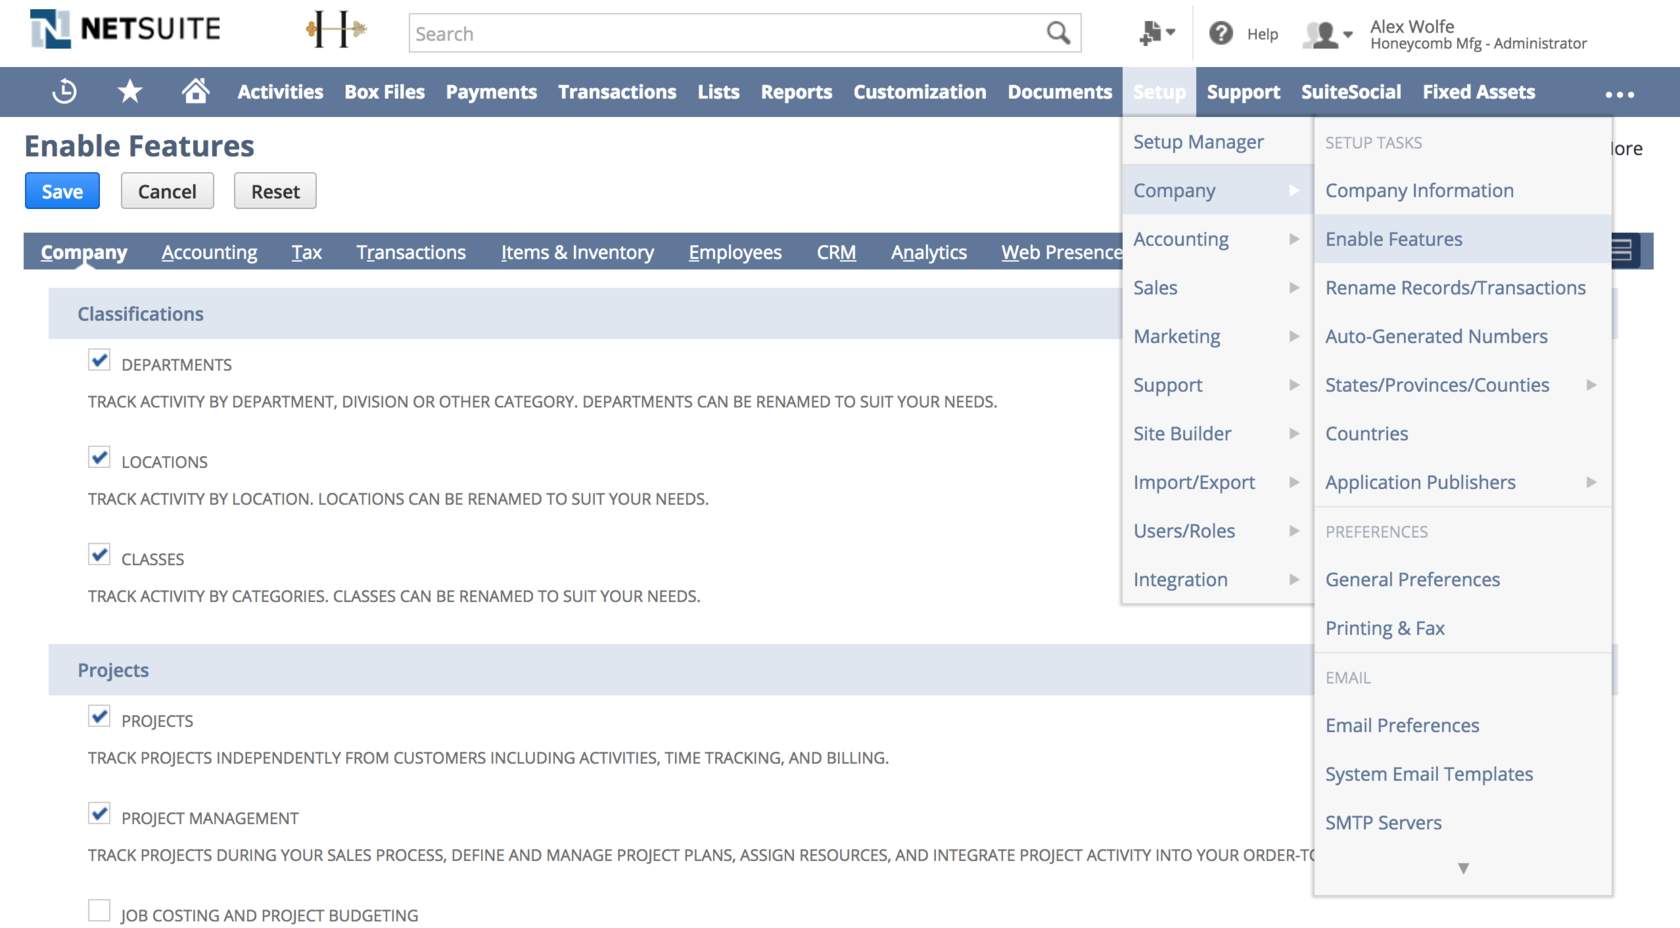 NETSUITE
H
Search
Help
Alex Wolfe
Honeycomb Mfg - Administrator
Activities Box Files Payments Transactions Lists Reports Customization Documents Setup Support SuiteSocial Fixed Assets
Enable Features
Save Cancel Reset
Company Accounting Tax Transactions Items & Inventory Employees CRM Analytics Web Presence
Classifications
DEPARTMENTS
TRACK ACTIVITY BY DEPARTMENT, DIVISION OR OTHER CATEGORY. DEPARTMENTS CAN BE RENAMED TO SUIT YOUR NEEDS.
LOCATIONS
TRACK ACTIVITY BY LOCATION. LOCATIONS CAN BE RENAMED TO SUIT YOUR NEEDS.
CLASSES
TRACK ACTIVITY BY CATEGORIES. CLASSES CAN BE RENAMED TO SUIT YOUR NEEDS.
Projects
PROJECTS
TRACK PROJECTS INDEPENDENTLY FROM CUSTOMERS INCLUDING ACTIVITIES, TIME TRACKING, AND BILLING.
PROJECT MANAGEMENT
TRACK PROJECTS DURING YOUR SALES PROCESS, DEFINE AND MANAGE PROJECT PLANS, ASSIGN RESOURCES, AND INTEGRATE PROJECT ACTIVITY INTO YOUR ORDER-TO
JOB COSTING AND PROJECT BUDGETING
Setup Manager
Company
Accounting
Sales
Marketing
Support
Site Builder
Import/Export
Users/Roles
Integration
SETUP TASKS
Company Information
Enable Features
Rename Records/Transactions
Auto-Generated Numbers
States/Provinces/Counties
Countries
Application Publishers
PREFERENCES
General Preferences
Printing & Fax
EMAIL
Email Preferences
System Email Templates
SMTP Servers